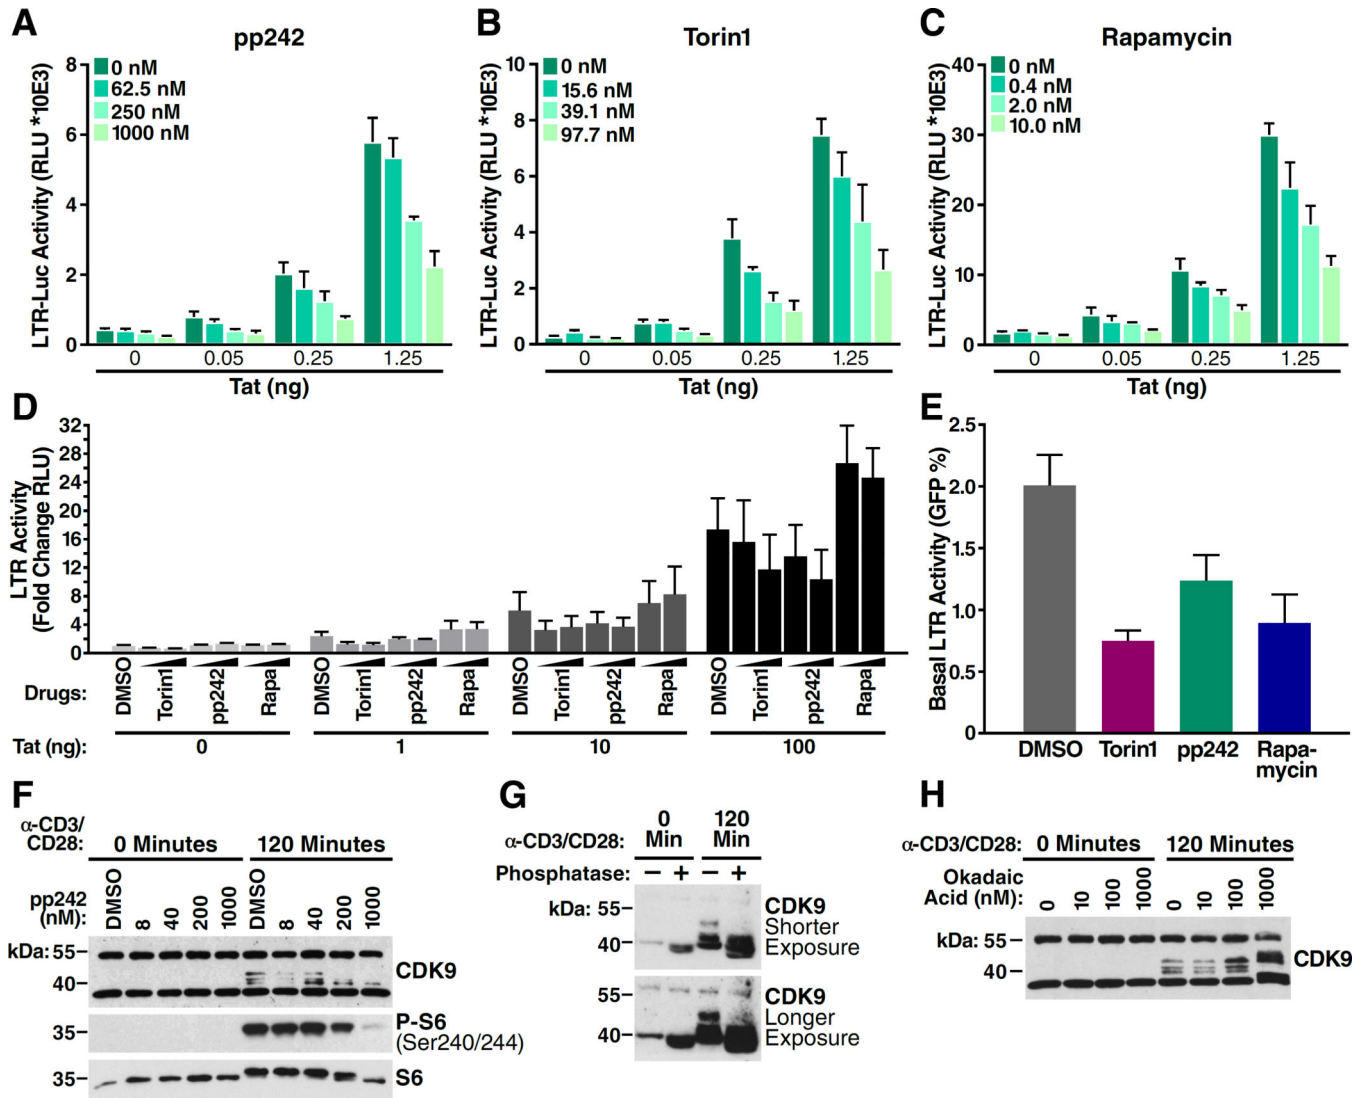 A
pp242
LTR-Luc Activity (RLU *10E3)
8
6
4
2
0
0 nM
62.5 nM
250 nM
1000 nM
0 0.05 0.25 1.25
Tat (ng)
B
Torin1
LTR-Luc Activity (RLU *10E3)
10
8
6
4
2
0
0 nM
15.6 nM
39.1 nM
97.7 nM
0 0.05 0.25 1.25
Tat (ng)
C
Rapamycin
LTR-Luc Activity (RLU *10E3)
40
30
20
10
0
0 nM
0.4 nM
2.0 nM
10.0 nM
0 0.05 0.25 1.25
Tat (ng)
D
LTR Activity
(Fold Change RLU)
32
28
24
20
16
12
8
4
0
Drugs: DMSO Torin1 pp242 Rapa DMSO Torin1 pp242 Rapa DMSO Torin1 pp242 Rapa DMSO Torin1 pp242 Rapa
Tat (ng): 0 1 10 100
E
Basal LTR Activity (GFP %)
2.5
2.0
1.5
1.0
0.5
0
DMSO Torin1 pp242 Rapa-
mycin
F
α-CD3/
CD28: 0 Minutes 120 Minutes
pp242
(nM): DMSO 8 40 200 1000 DMSO 8 40 200 1000
kDa: 55
40
CDK9
35
P-S6
(Ser240/244)
35
S6
G
0 120
α-CD3/CD28: Min Min
Phosphatase: − + − +
kDa: 55
40
CDK9
Shorter
Exposure
55
40
CDK9
Longer
Exposure
H
α-CD3/CD28: 0 Minutes 120 Minutes
Okadaic
Acid (nM): 0 10 100 1000 0 10 100 1000
kDa: 55
40
CDK9